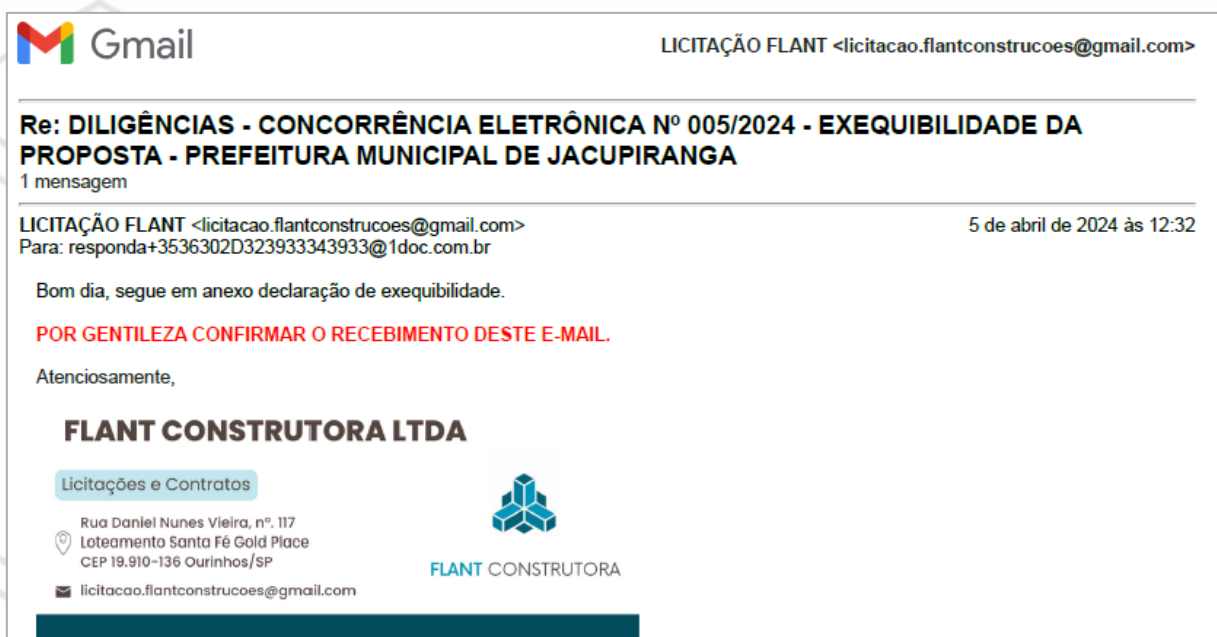 Gmail
LICITAÇÃO FLANT <licitacao.flantconstrucoes@gmail.com>
Re: DILIGÊNCIAS - CONCORRÊNCIA ELETRÔNICA Nº 005/2024 - EXEQUIBILIDADE DA
PROPOSTA - PREFEITURA MUNICIPAL DE JACUPIRANGA
1 mensagem
LICITAÇÃO FLANT <licitacao.flantconstrucoes@gmail.com>
5 de abril de 2024 às 12:32
Para: responda+3536302D323933343933@1doc.com.br
Bom dia, segue em anexo declaração de exequibilidade.
POR GENTILEZA CONFIRMAR O RECEBIMENTO DESTE E-MAIL.
Atenciosamente,
FLANT CONSTRUTORA LTDA
Licitações e Contratos
Rua Daniel Nunes Vieira, nº. 117
Loteamento Santa Fé Gold Place
CEP 19.910-136 Ourinhos/SP
licitacao.flantconstrucoes@gmail.com
FLANT CONSTRUTORA